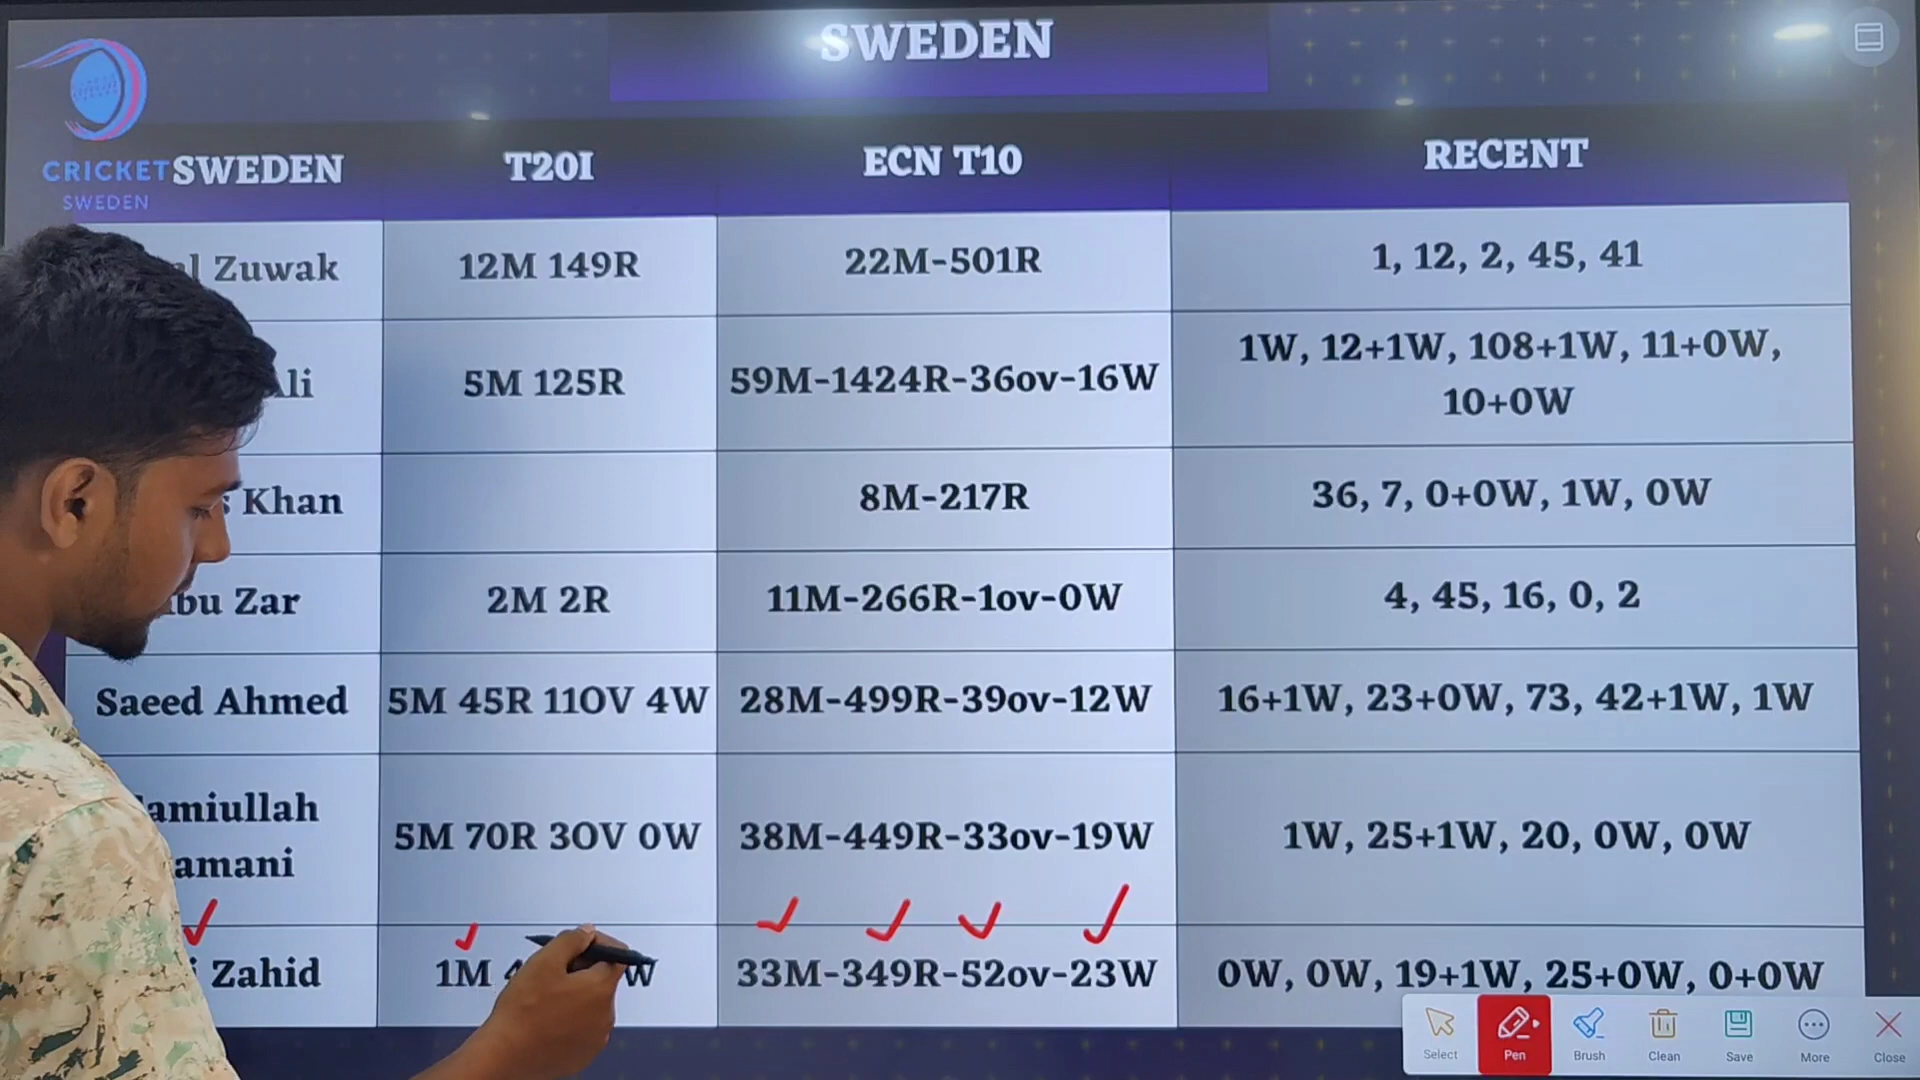 SWEDEN
CRICKET
SWEDEN
SWEDEN T20I ECN T10 RECENT
Zuwak 12M 149R 22M-501R 1, 12, 2, 45, 41
5M 125R 59M-1424R-36ov-16W 1W, 12+1W, 108+1W, 11+0W,
10+0W
Khan 8M-217R 36, 7, 0+0W, 1W, 0W
Zar 2M 2R 11M-266R-1ov-0W 4, 45, 16, 0, 2
Saeed Ahmed 5M 45R 11OV 4W 28M-499R-39ov-12W 16+1W, 23+0W, 73, 42+1W, 1W
5M 70R 3OV 0W 38M-449R-33ov-19W 1W, 25+1W, 20, 0W, 0W
Zahid 1M 33M-349R-52ov-23W 0W, 0W, 19+1W, 25+0W, 0+0W
Select Pen Brush Clean Save More Close